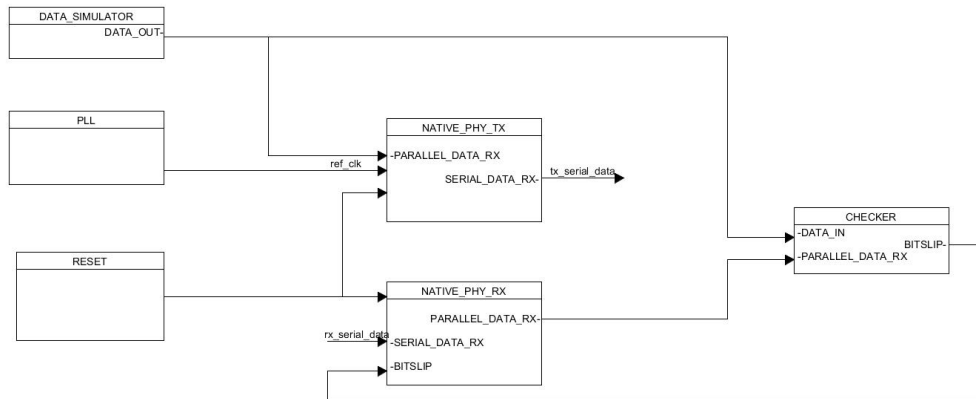 DATA_SIMULATOR
DATA_OUT-
PLL
NATIVE_PHY_TX
-PARALLEL_DATA_RX
ref_clk
SERIAL_DATA_RX-
tx_serial_data
CHECKER
-DATA_IN
BITSLIP-
-PARALLEL_DATA_RX
RESET
NATIVE_PHY_RX
PARALLEL_DATA_RX-
rx_serial_data
-SERIAL_DATA_RX
-BITSLIP